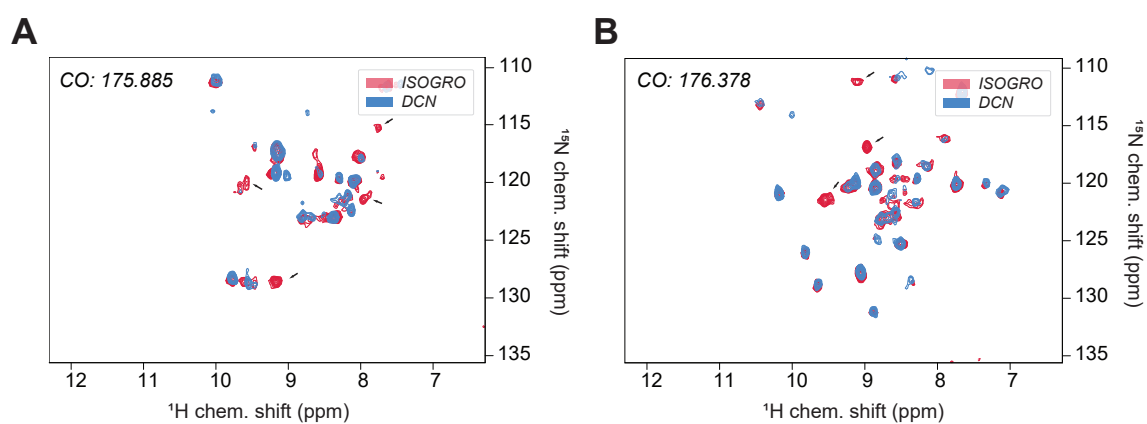 A
CO: 175.885
ISOGRO
DCN
110
115
120
125
130
135
¹⁵N chem. shift (ppm)
12
11
10
9
8
7
¹H chem. shift (ppm)
B
CO: 176.378
ISOGRO
DCN
110
115
120
125
130
135
¹⁵N chem. shift (ppm)
12
11
10
9
8
7
¹H chem. shift (ppm)